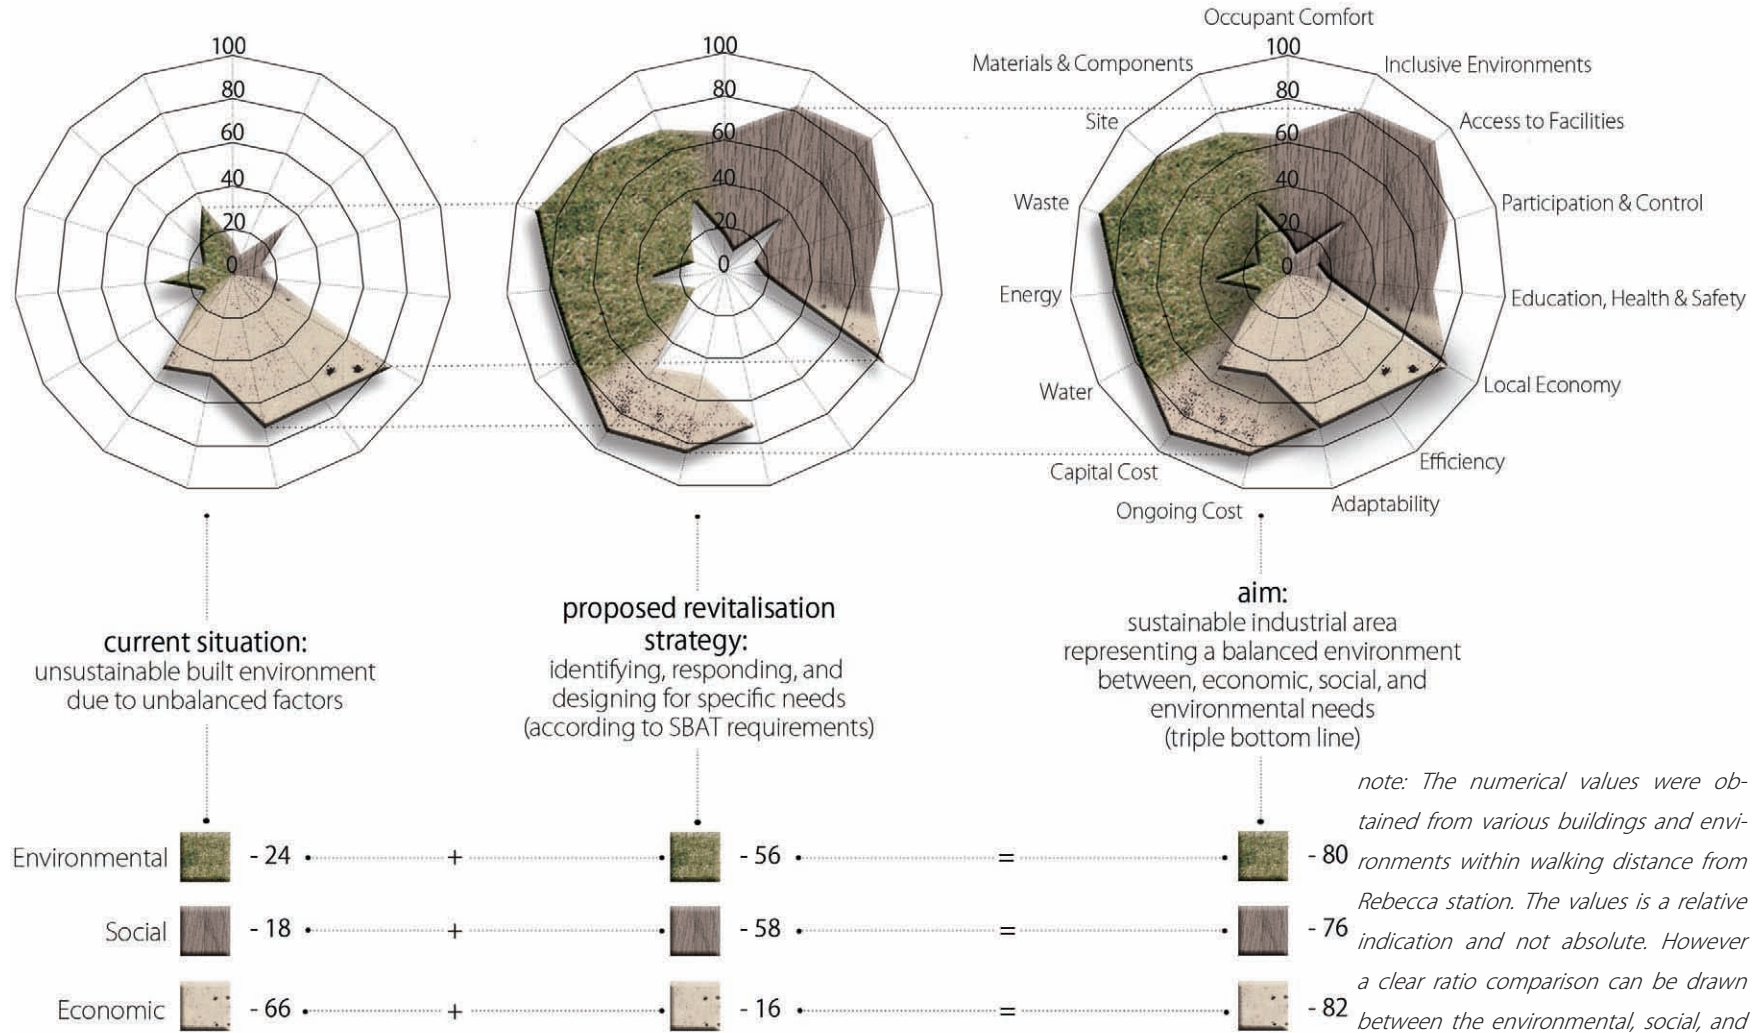 100
80
60
40
20
0
100
80
60
40
20
0
Occupant Comfort
100
80
60
40
20
0
Materials & Components
Inclusive Environments
Site
Access to Facilities
Waste
Participation & Control
Energy
Education, Health & Safety
Water
Local Economy
Capital Cost
Efficiency
Ongoing Cost
Adaptability
current situation:
unsustainable built environment
due to unbalanced factors
proposed revitalisation
strategy:
identifying, responding, and
designing for specific needs
(according to SBAT requirements)
aim:
sustainable industrial area
representing a balanced environment
between, economic, social, and
environmental needs
(triple bottom line)
Environmental - 24 + - 56 = - 80
Social - 18 + - 58 = - 76
Economic - 66 + - 16 = - 82
note: The numerical values were ob-
tained from various buildings and envi-
ronments within walking distance from
Rebecca station. The values is a relative
indication and not absolute. However
a clear ratio comparison can be drawn
between the environmental, social, and